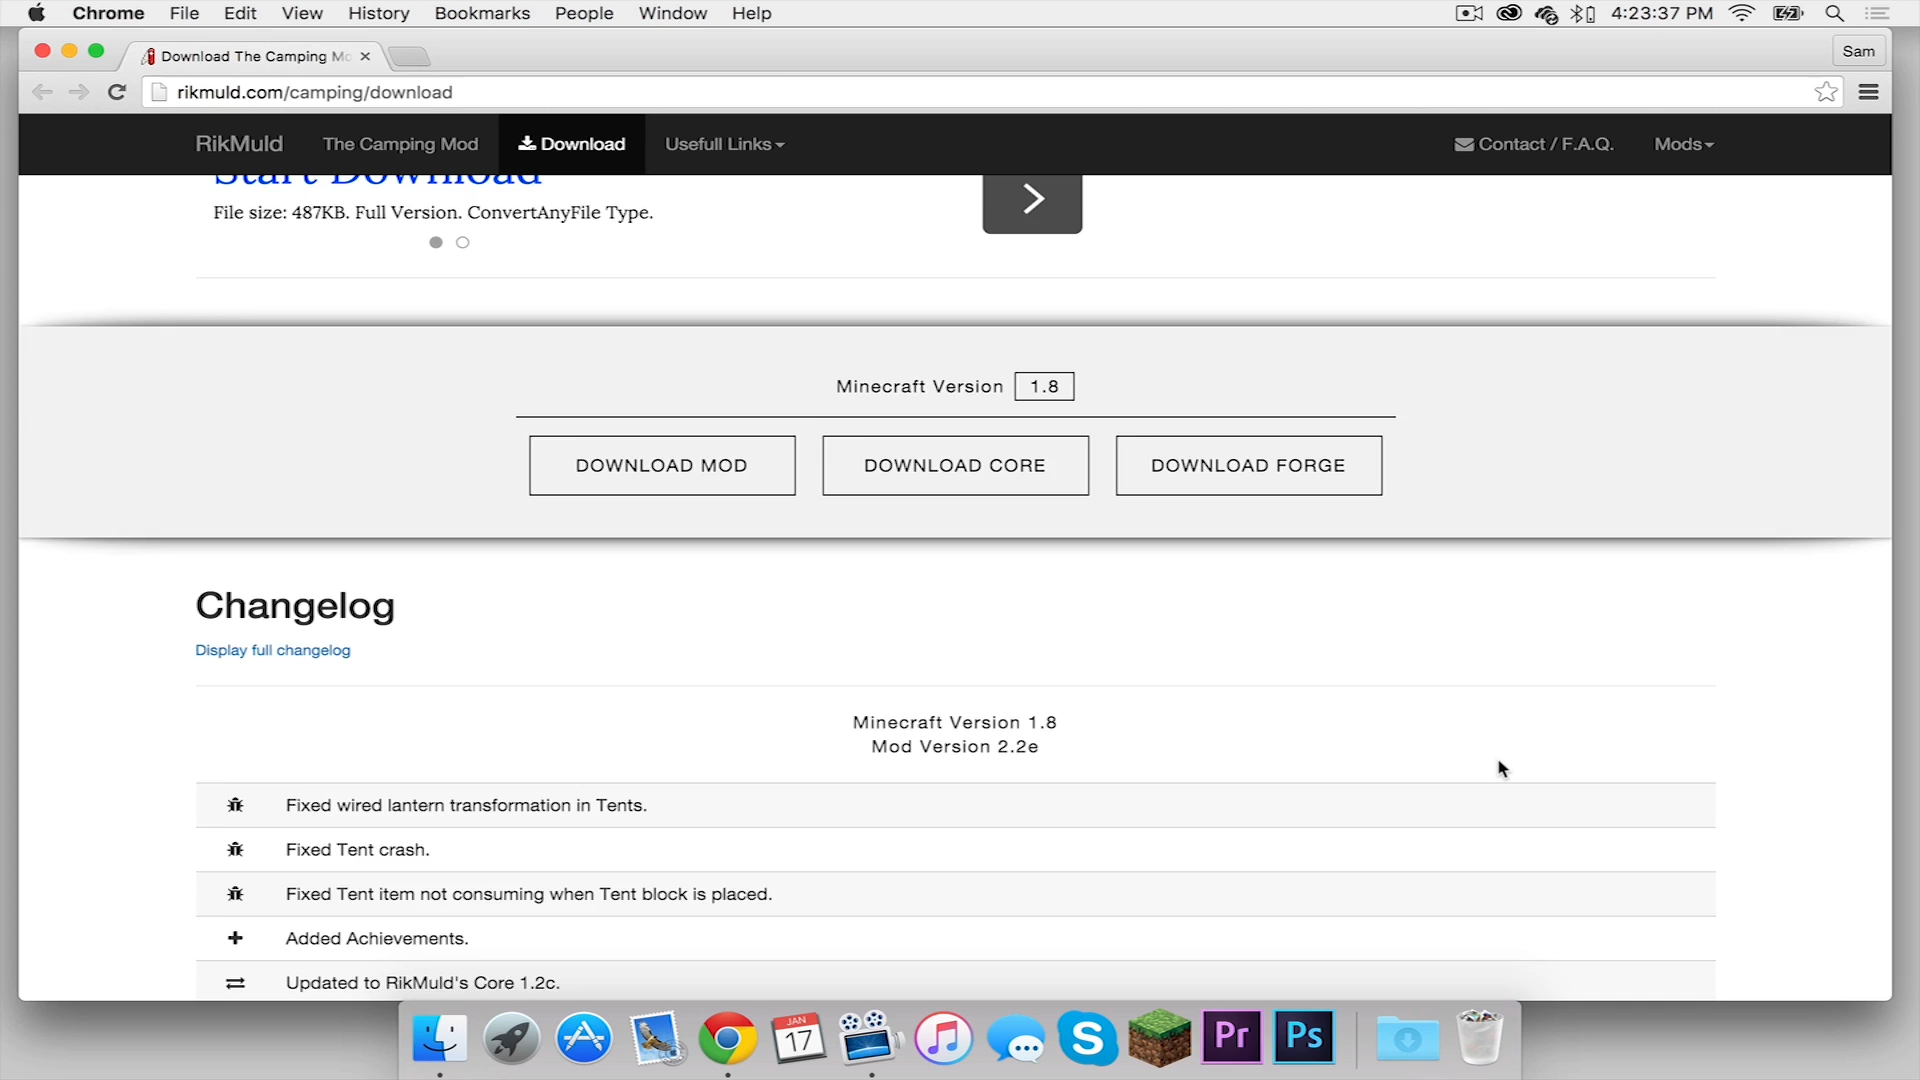 Chrome File Edit View History Bookmarks People Window Help 4:23:37 PM
Download The Camping Mo Sam
rikmuld.com/camping/download
RikMuld The Camping Mod Download Usefull Links Contact / F.A.Q. Mods
Start Download
File size: 487KB. Full Version. ConvertAnyFile Type.
Minecraft Version 1.8
DOWNLOAD MOD DOWNLOAD CORE DOWNLOAD FORGE
Changelog
Display full changelog
Minecraft Version 1.8
Mod Version 2.2e
Fixed wired lantern transformation in Tents.
Fixed Tent crash.
Fixed Tent item not consuming when Tent block is placed.
Added Achievements.
Updated to RikMuld's Core 1.2c.
JAN
17
Pr Ps